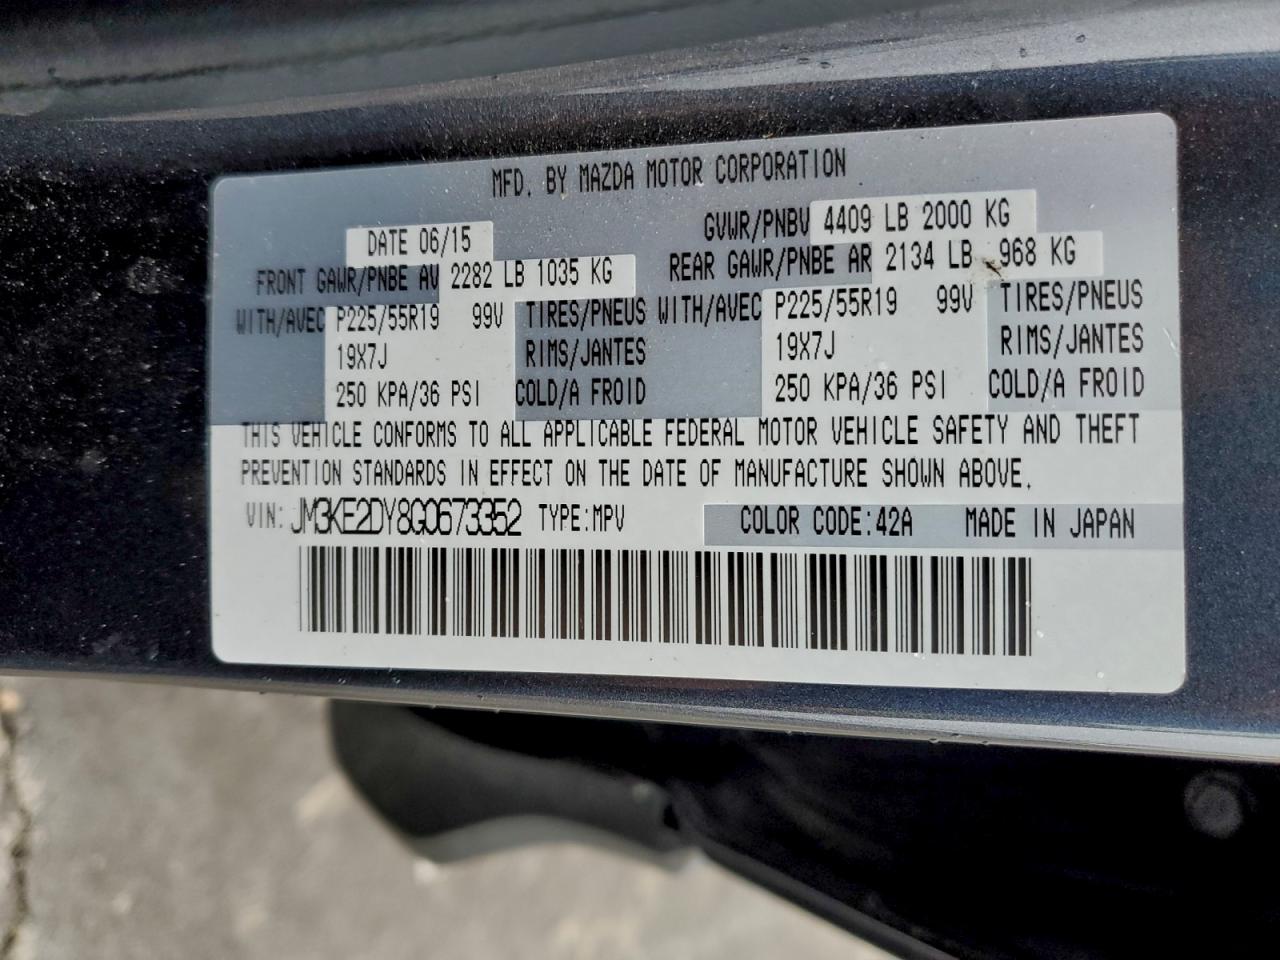 MFD. BY MAZDA MOTOR CORPORATION
DATE 06/15 GVWR/PNBV 4409 LB 2000 KG
FRONT GAWR/PNBE AV 2282 LB 1035 KG REAR GAWR/PNBE AR 2134 LB 968 KG
WITH/AVEC P225/55R19 99V TIRES/PNEUS WITH/AVEC P225/55R19 99V TIRES/PNEUS
19X7J RIMS/JANTES 19X7J RIMS/JANTES
250 KPA/36 PSI COLD/A FROID 250 KPA/36 PSI COLD/A FROID
THIS VEHICLE CONFORMS TO ALL APPLICABLE FEDERAL MOTOR VEHICLE SAFETY AND THEFT
PREVENTION STANDARDS IN EFFECT ON THE DATE OF MANUFACTURE SHOWN ABOVE.
VIN: JM3KE2DY8G0673352 TYPE:MPV COLOR CODE:42A MADE IN JAPAN